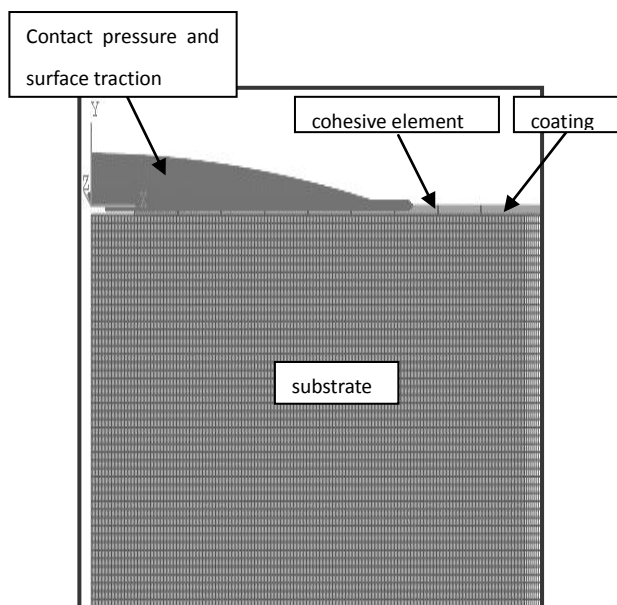 Contact pressure and
surface traction
cohesive element
coating
Y
Z
X
substrate